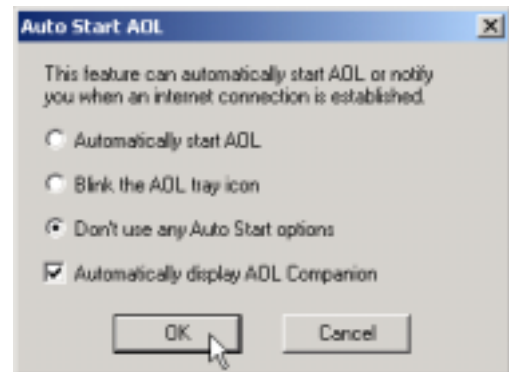 Auto Start AOL
This feature can automatically start AOL or notify
you when an internet connection is established.
Automatically start AOL
Blink the AOL tray icon
Don't use any Auto Start options
Automatically display AOL Companion
OK Cancel